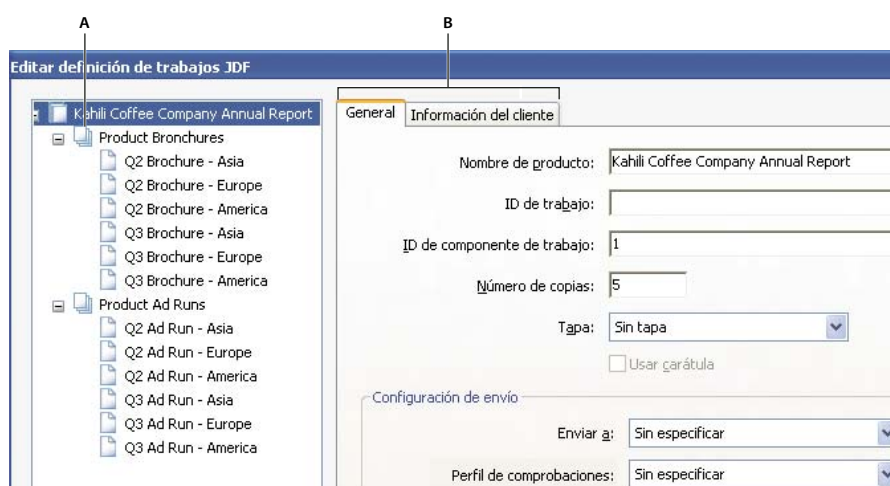 A
B
Editar definición de trabajos JDF
Kahili Coffee Company Annual Report
Product Bronchures
Q2 Brochure - Asia
Q2 Brochure - Europe
Q2 Brochure - America
Q3 Brochure - Asia
Q3 Brochure - Europe
Q3 Brochure - America
Product Ad Runs
Q2 Ad Run - Asia
Q2 Ad Run - Europe
Q2 Ad Run - America
Q3 Ad Run - Asia
Q3 Ad Run - Europe
Q3 Ad Run - America
General
Información del cliente
Nombre de producto: Kahili Coffee Company Annual Report
ID de trabajo:
ID de componente de trabajo: 1
Número de copias: 5
Tapa: Sin tapa
Usar carátula
Configuración de envío
Enviar a: Sin especificar
Perfil de comprobaciones: Sin especificar